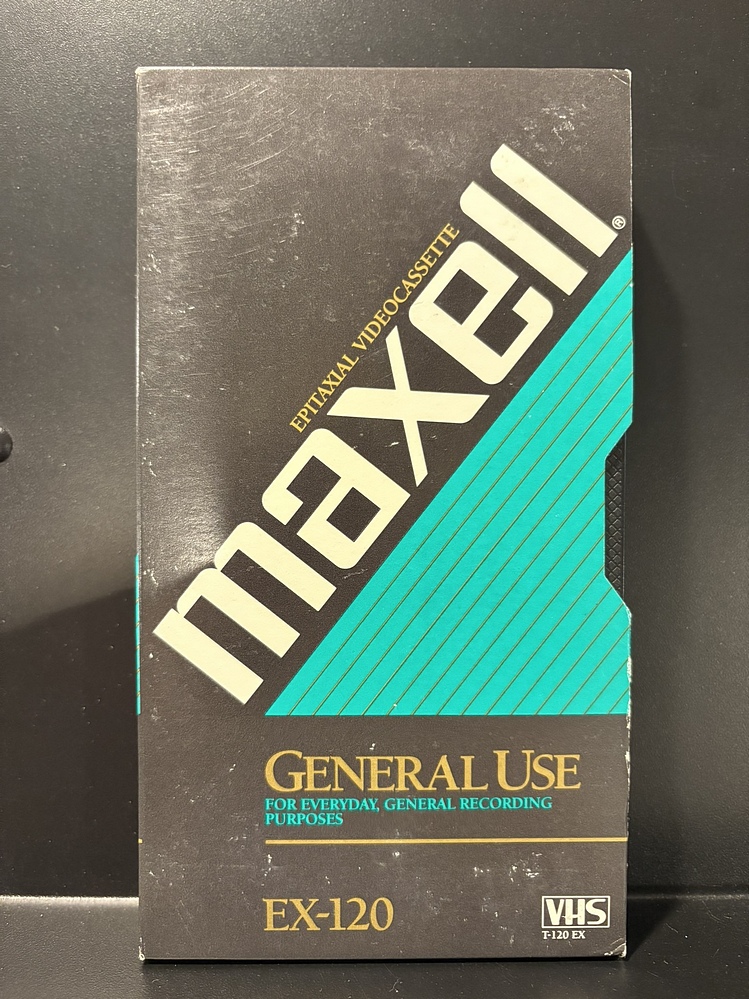 EPITAXIAL VIDEOCASSETTE
maxell®
GENERAL USE
FOR EVERYDAY, GENERAL RECORDING
PURPOSES
EX-120
VHS
T-120 EX